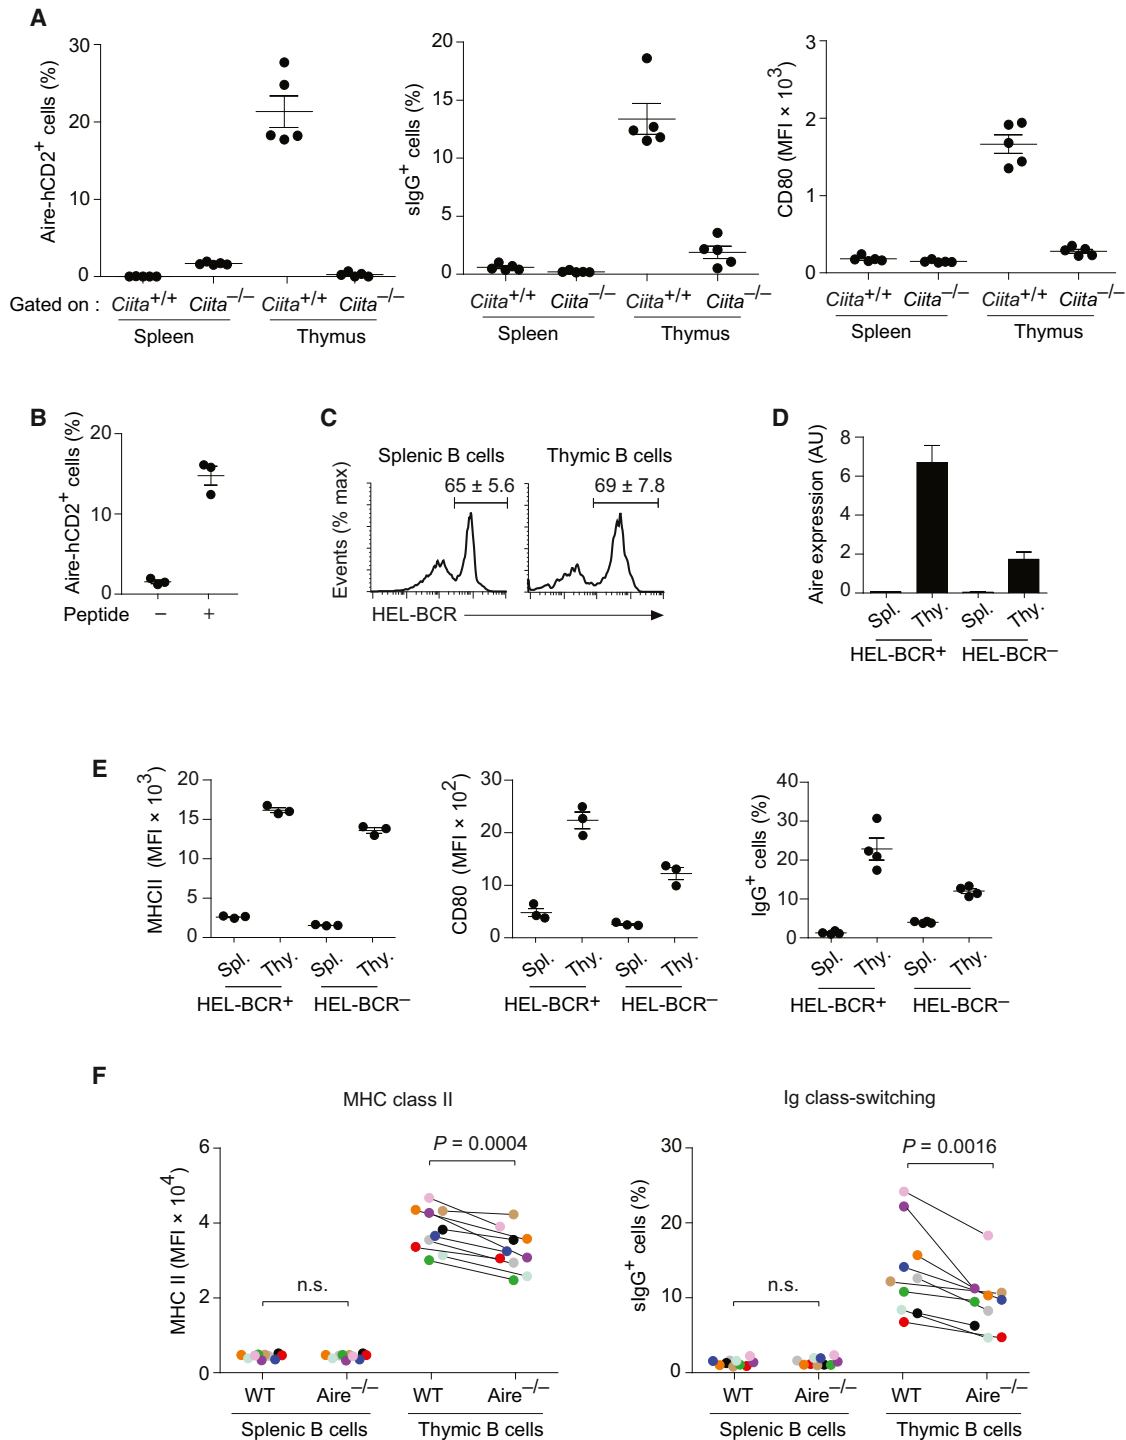 A
Aire-hCD2+ cells (%)
30
20
10
0
sIgG+ cells (%)
20
15
10
5
0
CD80 (MFI × 10³)
3
2
1
0
Gated on : Ciita+/+ Ciita−/− Ciita+/+ Ciita−/−
Spleen Thymus
Ciita+/+ Ciita−/− Ciita+/+ Ciita−/−
Spleen Thymus
Ciita+/+ Ciita−/− Ciita+/+ Ciita−/−
Spleen Thymus
B
Aire-hCD2+ cells (%)
20
10
0
Peptide − +
C
Splenic B cells Thymic B cells
65 ± 5.6 69 ± 7.8
Events (% max)
HEL-BCR
D
Aire expression (AU)
8
6
4
2
0
Spl. Thy. Spl. Thy.
HEL-BCR+ HEL-BCR−
E
MHCII (MFI × 10³)
20
15
10
5
0
Spl. Thy. Spl. Thy.
HEL-BCR+ HEL-BCR−
CD80 (MFI × 10²)
30
20
10
0
Spl. Thy. Spl. Thy.
HEL-BCR+ HEL-BCR−
IgG+ cells (%)
40
30
20
10
0
Spl. Thy. Spl. Thy.
HEL-BCR+ HEL-BCR−
F
MHC class II
MHC II (MFI × 10⁴)
6
4
2
0
P = 0.0004
n.s.
WT Aire−/− WT Aire−/−
Splenic B cells Thymic B cells
Ig class-switching
sIgG+ cells (%)
30
20
10
0
P = 0.0016
n.s.
WT Aire−/− WT Aire−/−
Splenic B cells Thymic B cells